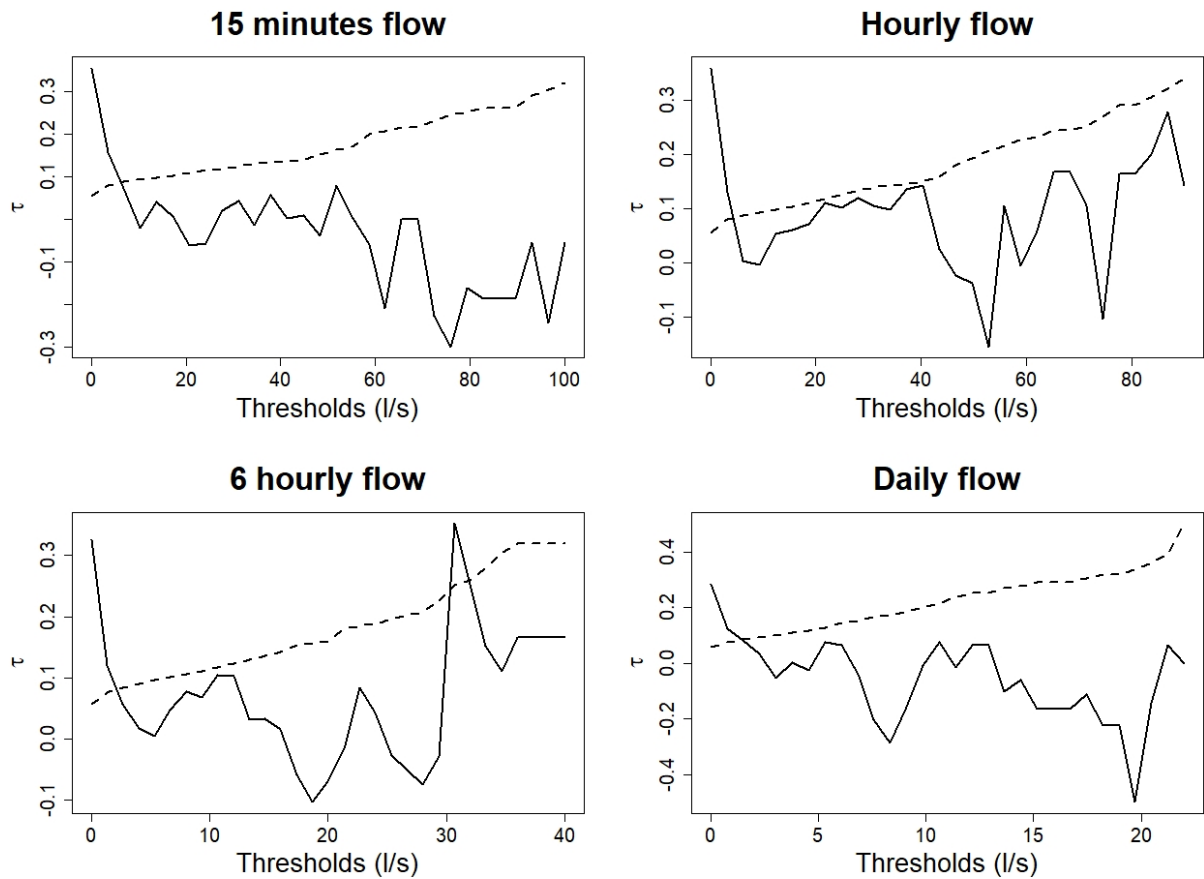 15 minutes flow
τ
0.3
0.2
0.1
-0.1
-0.3
0 20 40 60 80 100
Thresholds (l/s)
Hourly flow
τ
0.3
0.2
0.1
0.0
-0.1
0 20 40 60 80
Thresholds (l/s)
6 hourly flow
τ
0.3
0.2
0.1
0.0
-0.1
0 10 20 30 40
Thresholds (l/s)
Daily flow
τ
0.4
0.2
0.0
-0.2
-0.4
0 5 10 15 20
Thresholds (l/s)